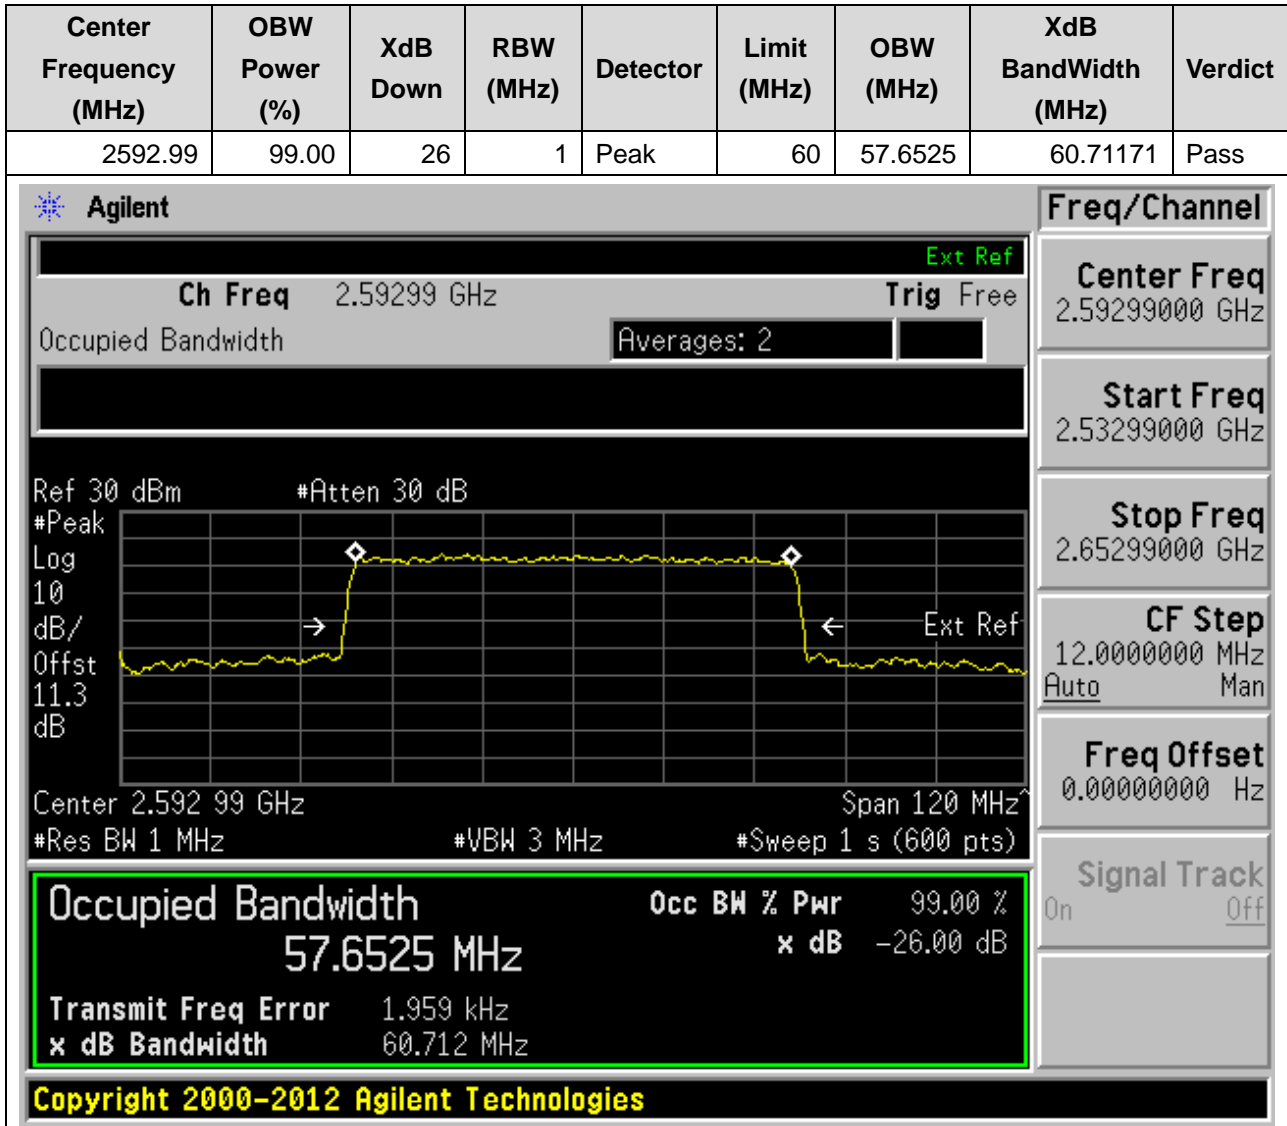 Center Frequency (MHz) OBW Power (%) XdB Down RBW (MHz) Detector Limit (MHz) OBW (MHz) XdB BandWidth (MHz) Verdict
2592.99 99.00 26 1 Peak 60 57.6525 60.71171 Pass
Agilent Freq/Channel
Ext Ref
Ch Freq 2.59299 GHz Trig Free
Occupied Bandwidth Averages: 2
Center Freq
2.59299000 GHz
Start Freq
2.53299000 GHz
Stop Freq
2.65299000 GHz
CF Step
12.0000000 MHz
Auto Man
Freq Offset
0.00000000 Hz
Signal Track
On Off
Ref 30 dBm #Atten 30 dB
#Peak
Log
10
dB/
Offst
11.3
dB
Ext Ref
Center 2.592 99 GHz Span 120 MHz^
#Res BW 1 MHz #VBW 3 MHz #Sweep 1 s (600 pts)
Occupied Bandwidth Occ BW % Pwr 99.00 %
57.6525 MHz x dB -26.00 dB
Transmit Freq Error 1.959 kHz
x dB Bandwidth 60.712 MHz
Copyright 2000-2012 Agilent Technologies